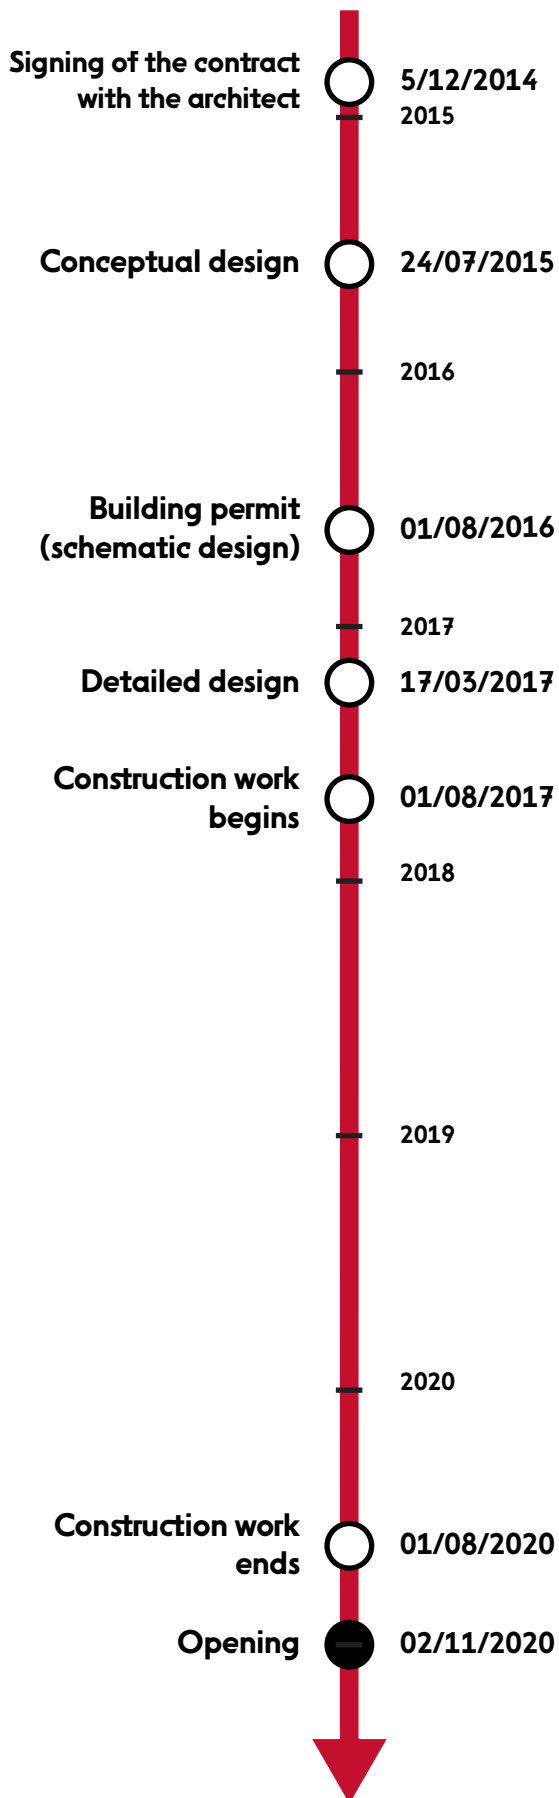 Signing of the contract
with the architect
5/12/2014
2015
Conceptual design
24/07/2015
2016
Building permit
(schematic design)
01/08/2016
2017
Detailed design
17/03/2017
Construction work
begins
01/08/2017
2018
2019
2020
Construction work
ends
01/08/2020
Opening
02/11/2020